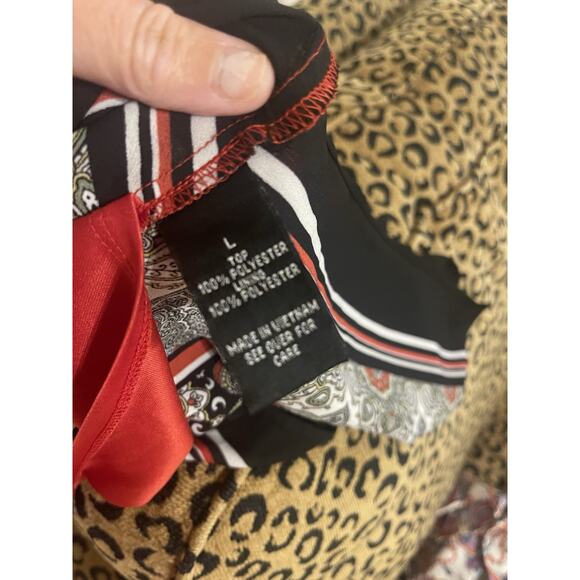 L
TOP
100% POLYESTER
LINING
100% POLYESTER
MADE IN VIETNAM
SEE OVER FOR
CARE